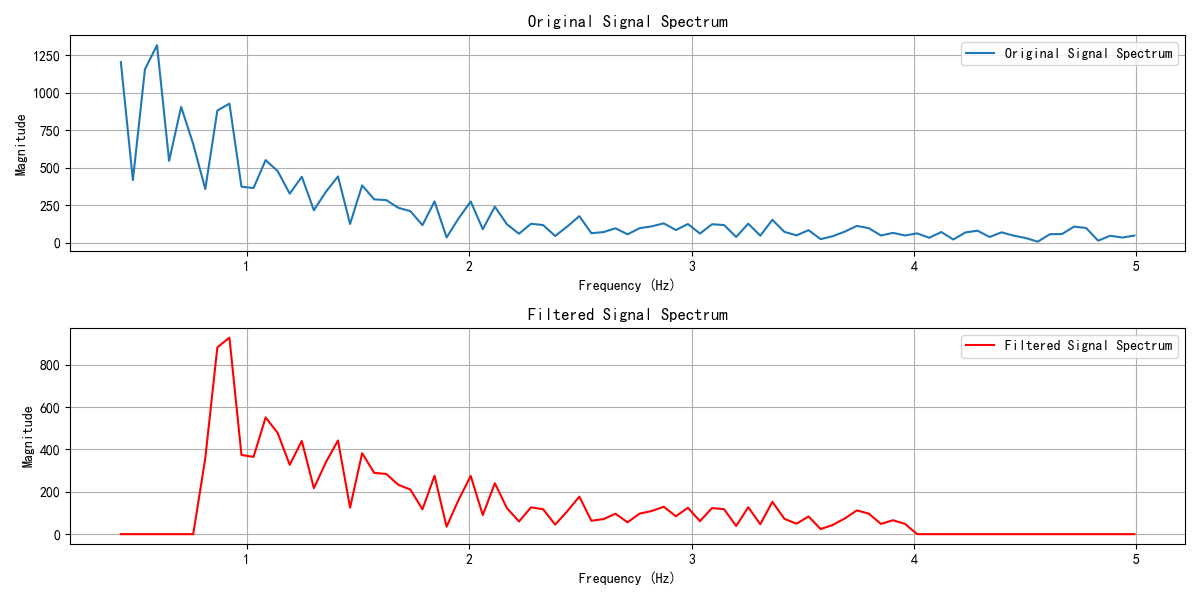 Original Signal Spectrum
Original Signal Spectrum
Magnitude
1250
1000
750
500
250
0
1 2 3 4 5
Frequency (Hz)
Filtered Signal Spectrum
Filtered Signal Spectrum
Magnitude
800
600
400
200
0
1 2 3 4 5
Frequency (Hz)